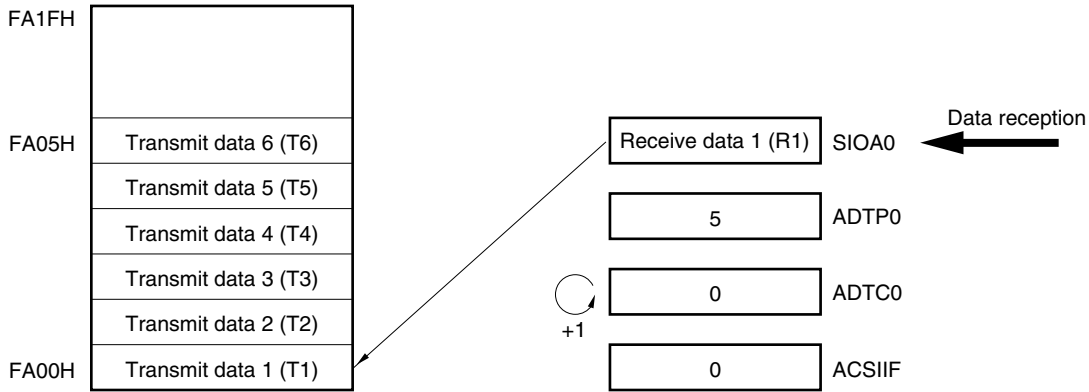 FA1FH
FA05H
Transmit data 6 (T6)
Transmit data 5 (T5)
Transmit data 4 (T4)
Transmit data 3 (T3)
Transmit data 2 (T2)
FA00H
Transmit data 1 (T1)
Receive data 1 (R1)
SIOA0
Data reception
5
ADTP0
0
ADTC0
+1
0
ACSIIF